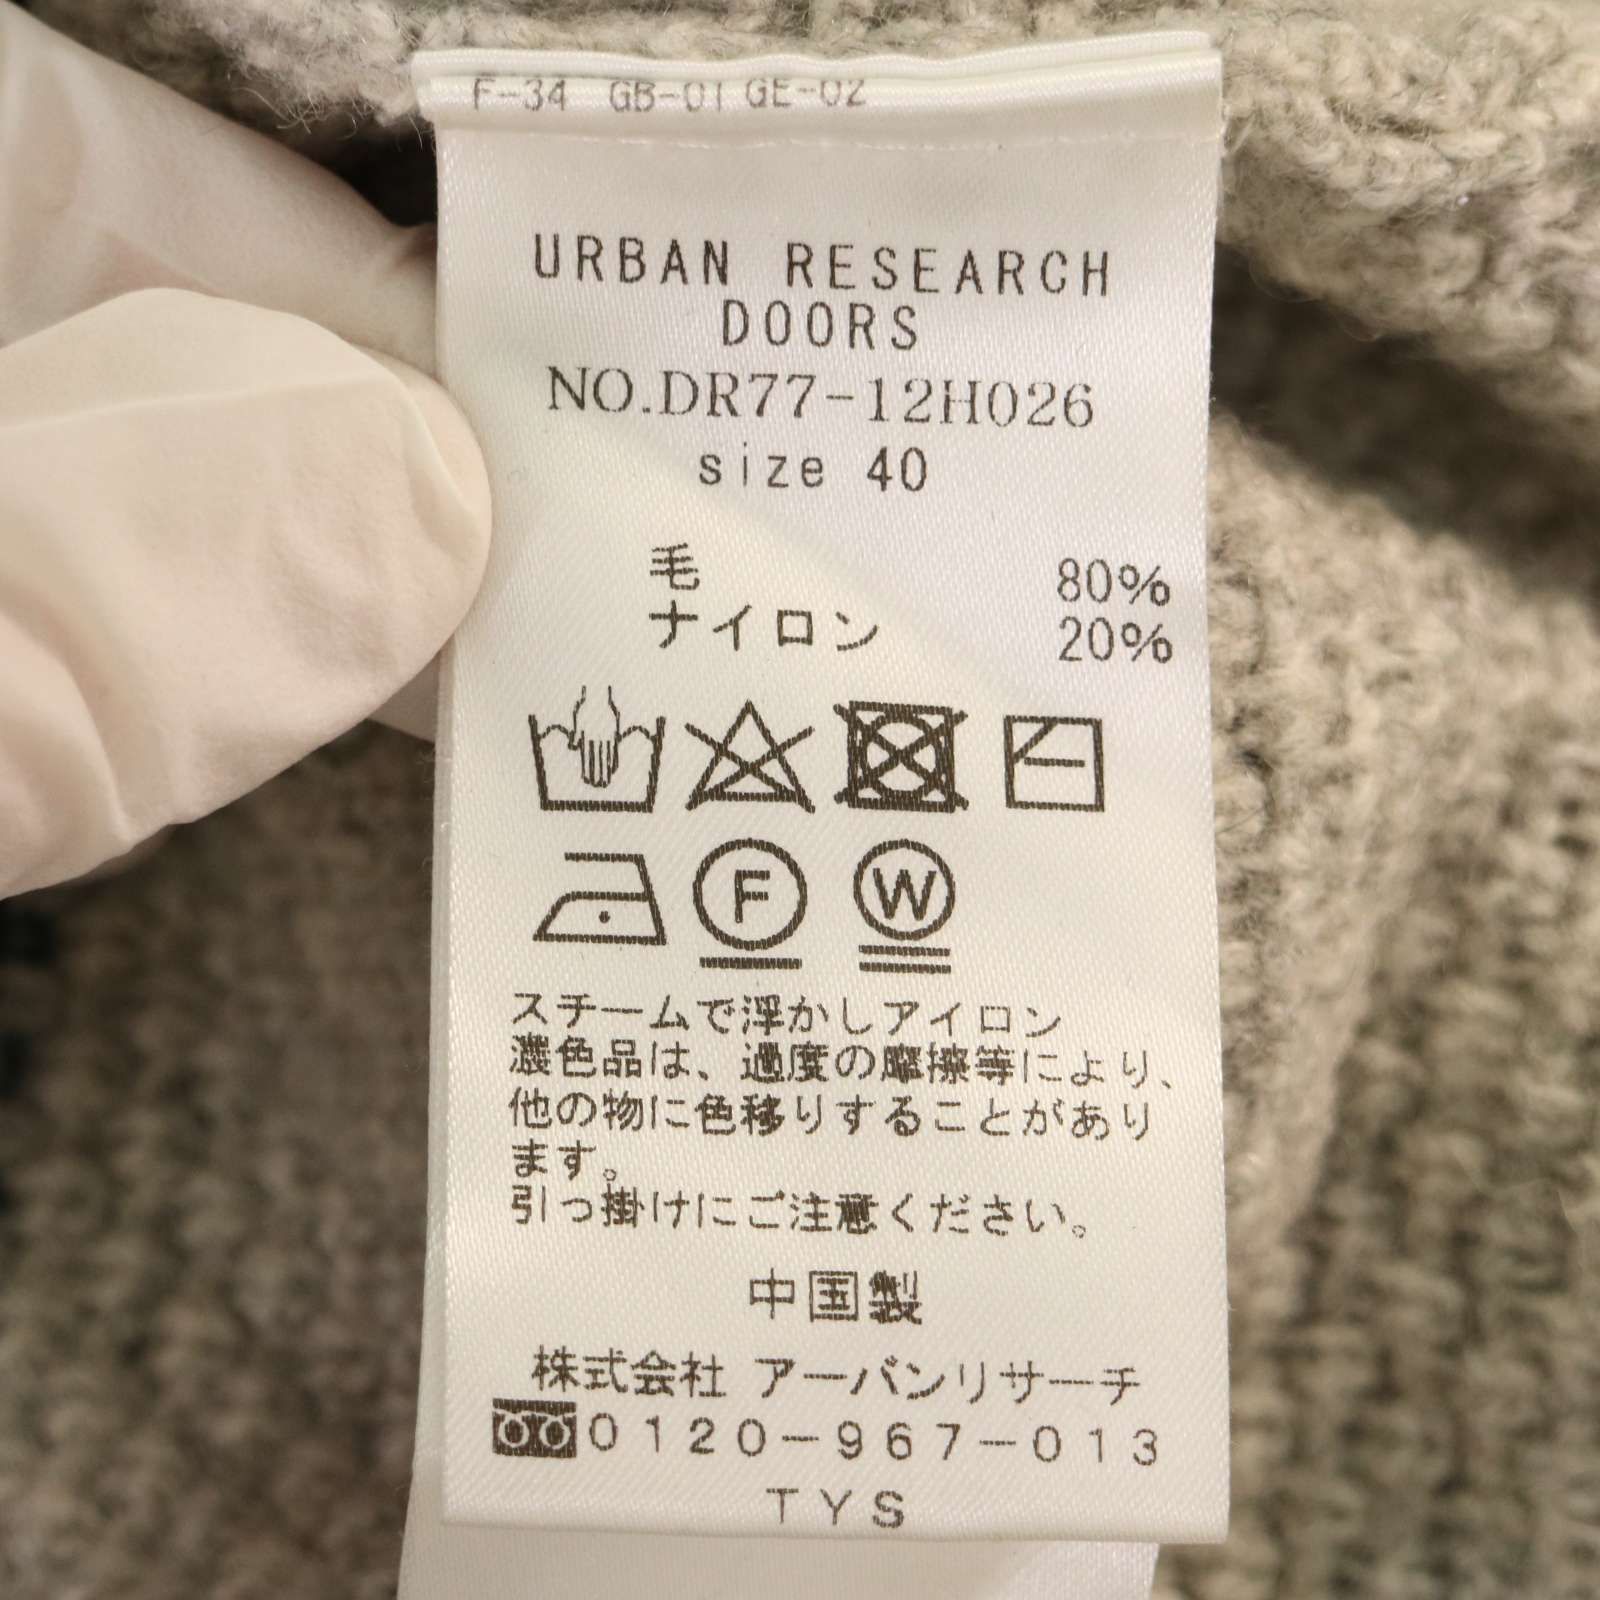 F-34 GB-01 GE-02
URBAN RESEARCH
DOORS
NO.DR77-12H026
size 40
毛 80%
ナイロン 20%
F W
スチームで浮かしアイロン
濃色品は、過度の摩擦等により、
他の物に色移りすることがあり
ます。
引っ掛けにご注意ください。
中国製
株式会社 アーバンリサーチ
0120-967-013
TYS